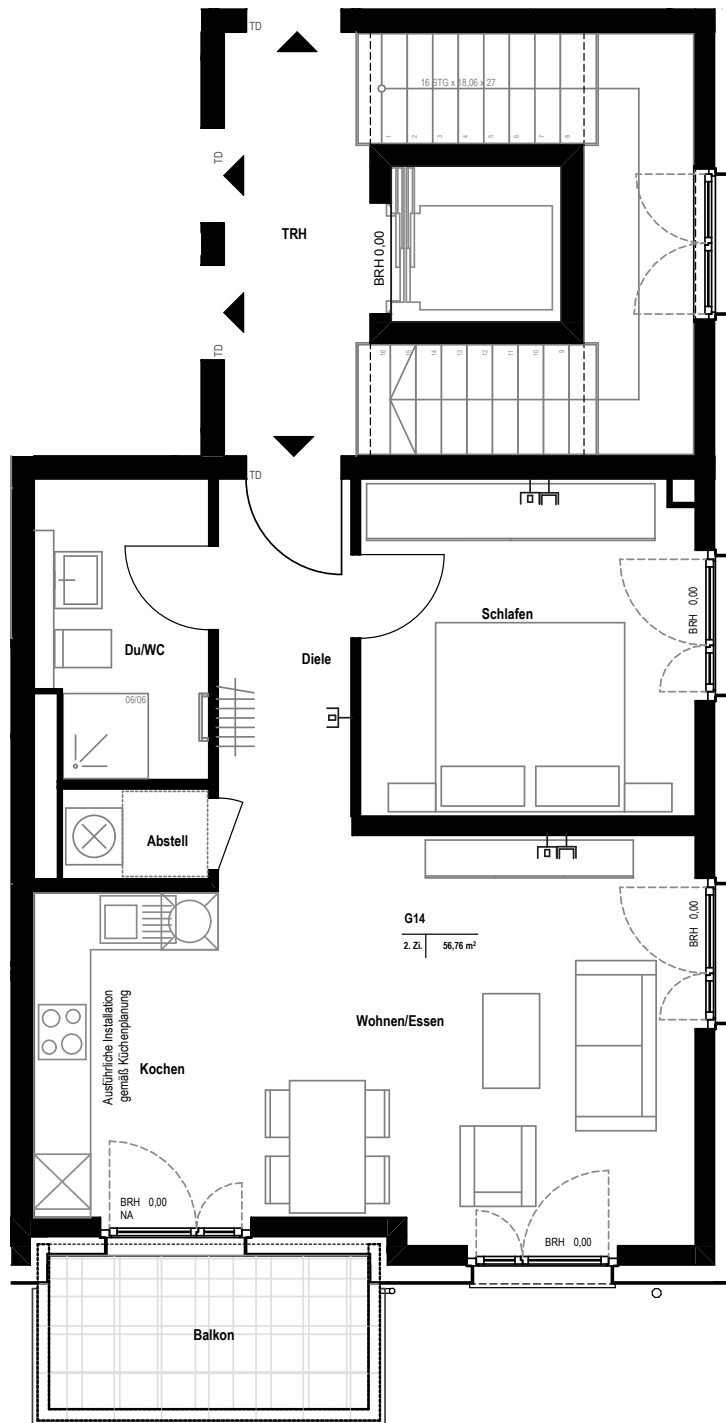 TD
16 STG x 18,06 x 27
1
2
3
4
5
6
7
8
TD
TRH
BRH 0,00
TD
16
15
14
13
12
11
10
9
TD
Schlafen
BRH 0,00
Du/WC
Diele
06/06
Abstell
G14
2. Zi. 56,76 m²
BRH 0,00
Wohnen/Essen
Ausführliche Installation
gemäß Küchenplanung
Kochen
BRH 0,00
NA
BRH 0,00
Balkon